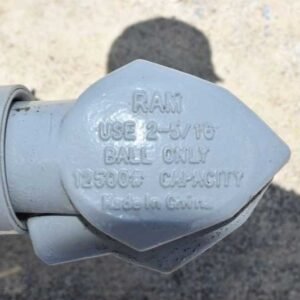 RAM
USE 2-5/16
BALL ONLY
12500# CAPACITY
Made in China